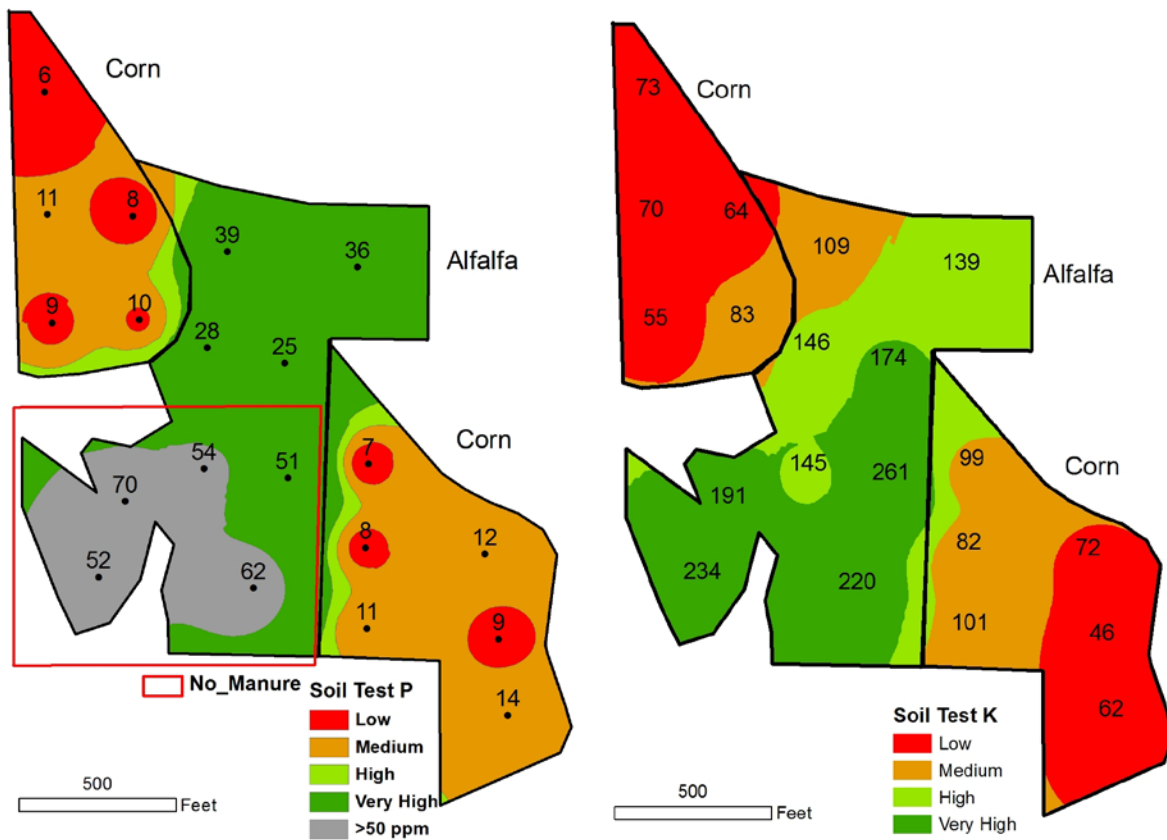 Corn
6
11
8
39
36
Alfalfa
9
10
28
25
Corn
7
54
51
70
8
12
52
62
11
9
14
No_Manure
Soil Test P
Low
Medium
High
Very High
>50 ppm
500
Feet
73
Corn
70
64
109
139
Alfalfa
55
83
146
174
Corn
99
145
261
191
82
72
234
220
101
46
62
Soil Test K
Low
Medium
High
Very High
500
Feet